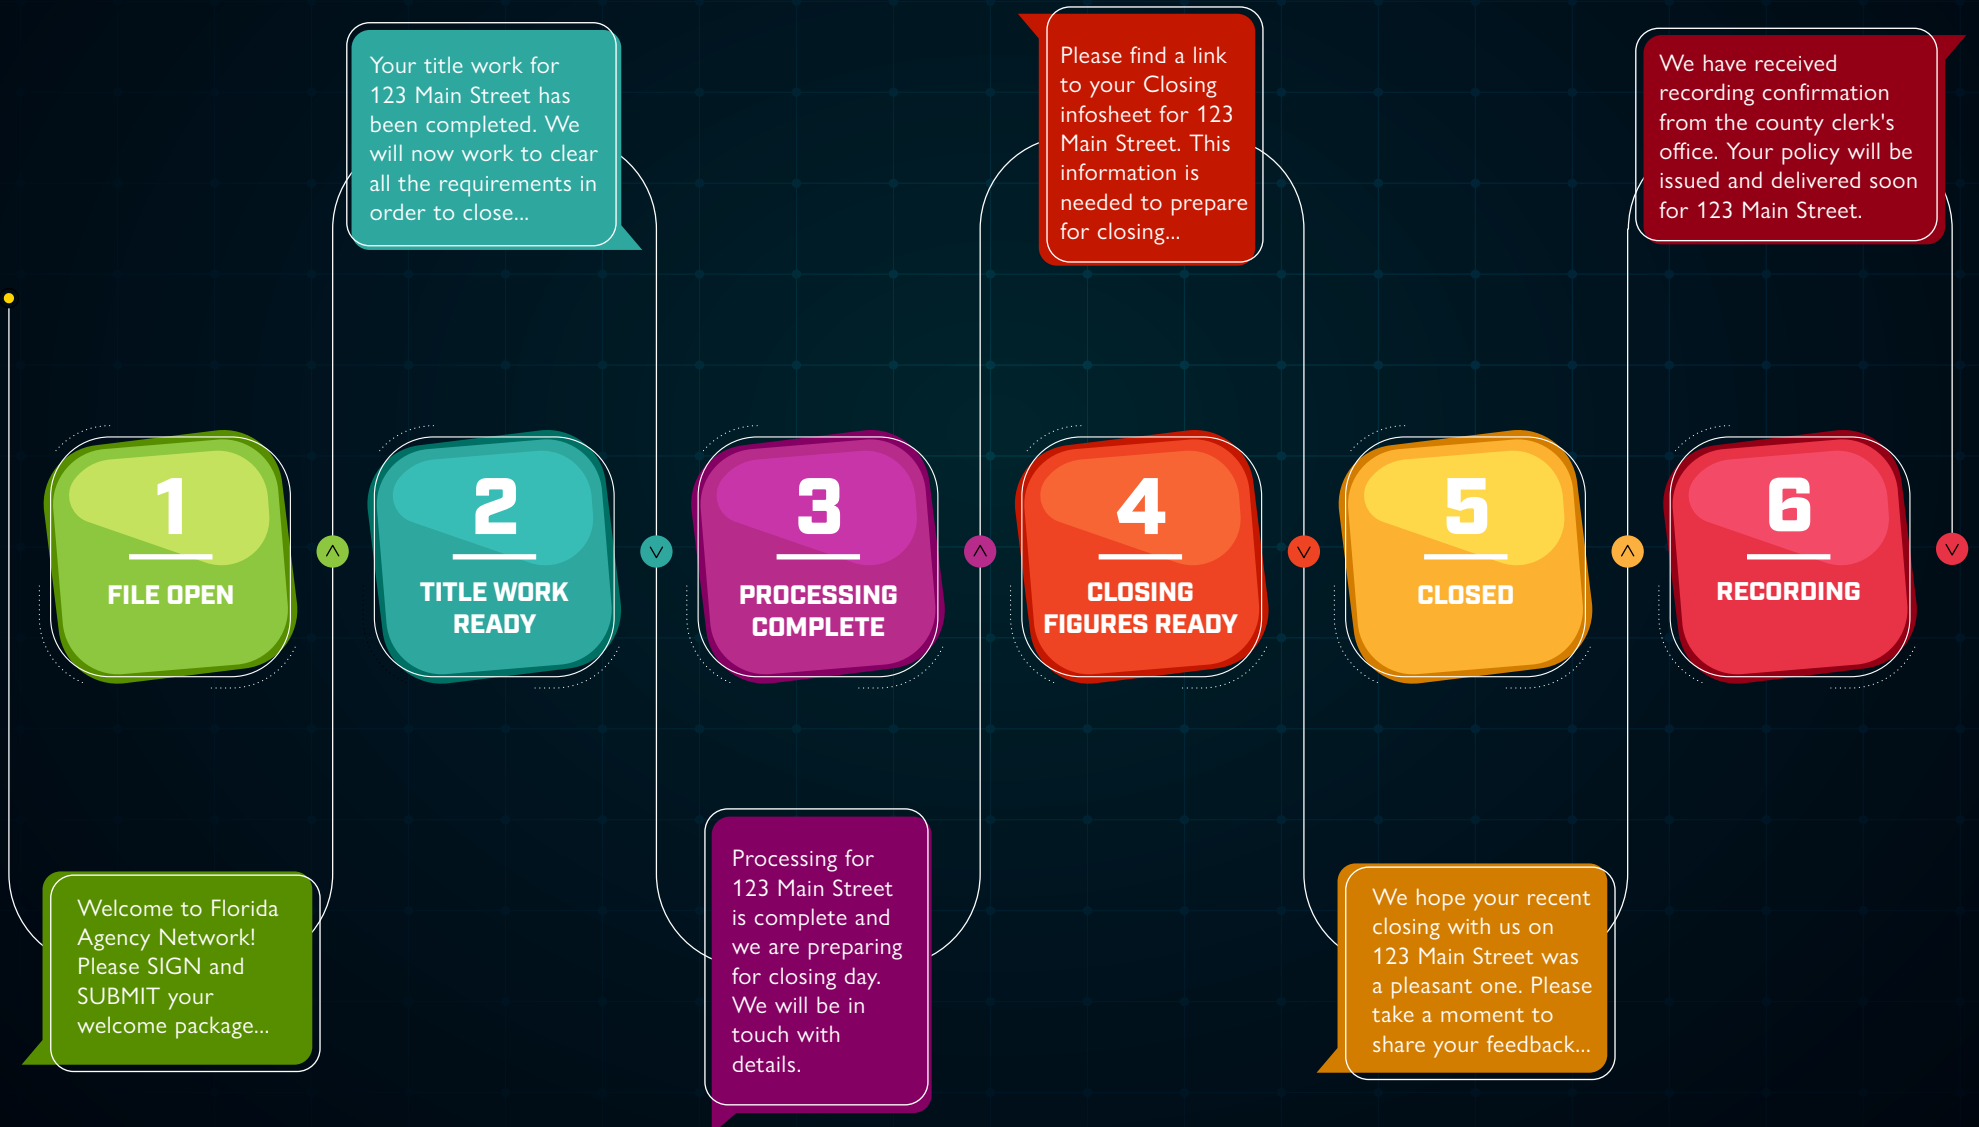 1
FILE OPEN
Welcome to Florida
Agency Network!
Please SIGN and
SUBMIT your
welcome package...
Your title work for
123 Main Street has
been completed. We
will now work to clear
all the requirements in
order to close...
2
TITLE WORK
READY
3
PROCESSING
COMPLETE
Processing for
123 Main Street
is complete and
we are preparing
for closing day.
We will be in
touch with
details.
Please find a link
to your Closing
infosheet for 123
Main Street. This
information is
needed to prepare
for closing...
4
CLOSING
FIGURES READY
5
CLOSED
We hope your recent
closing with us on
123 Main Street was
a pleasant one. Please
take a moment to
share your feedback...
We have received
recording confirmation
from the county clerk's
office. Your policy will be
issued and delivered soon
for 123 Main Street.
6
RECORDING